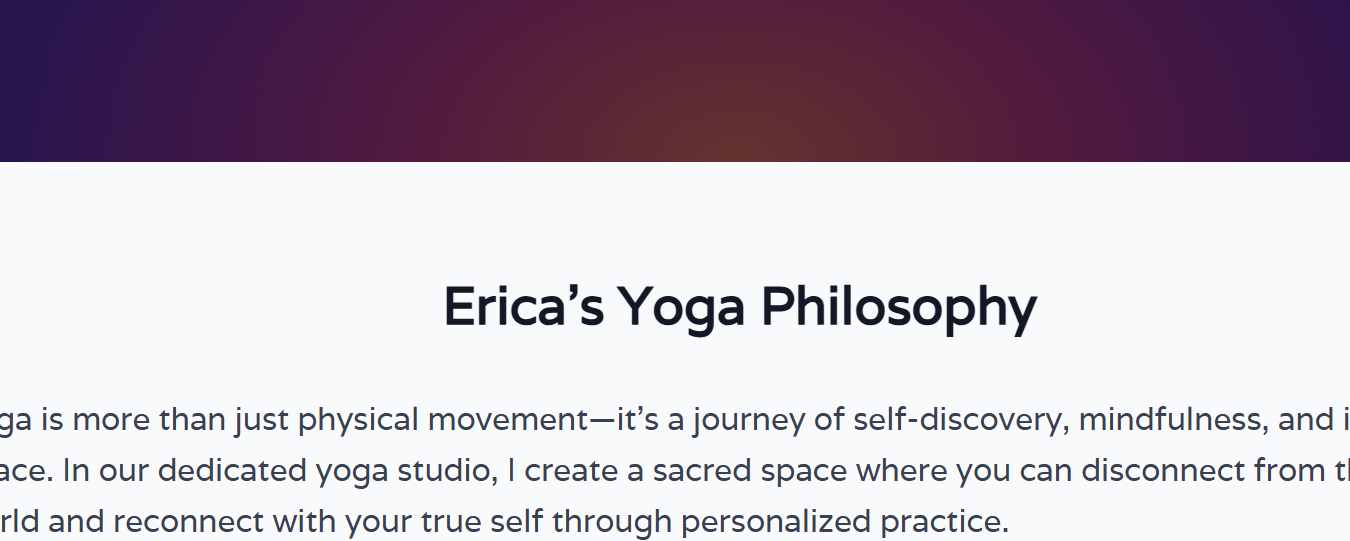 Erica’s Yoga Philosophy
ga is more than just physical movement—it’s a journey of self-discovery, mindfulness, and i
ace. In our dedicated yoga studio, I create a sacred space where you can disconnect from th
rld and reconnect with your true self through personalized practice.